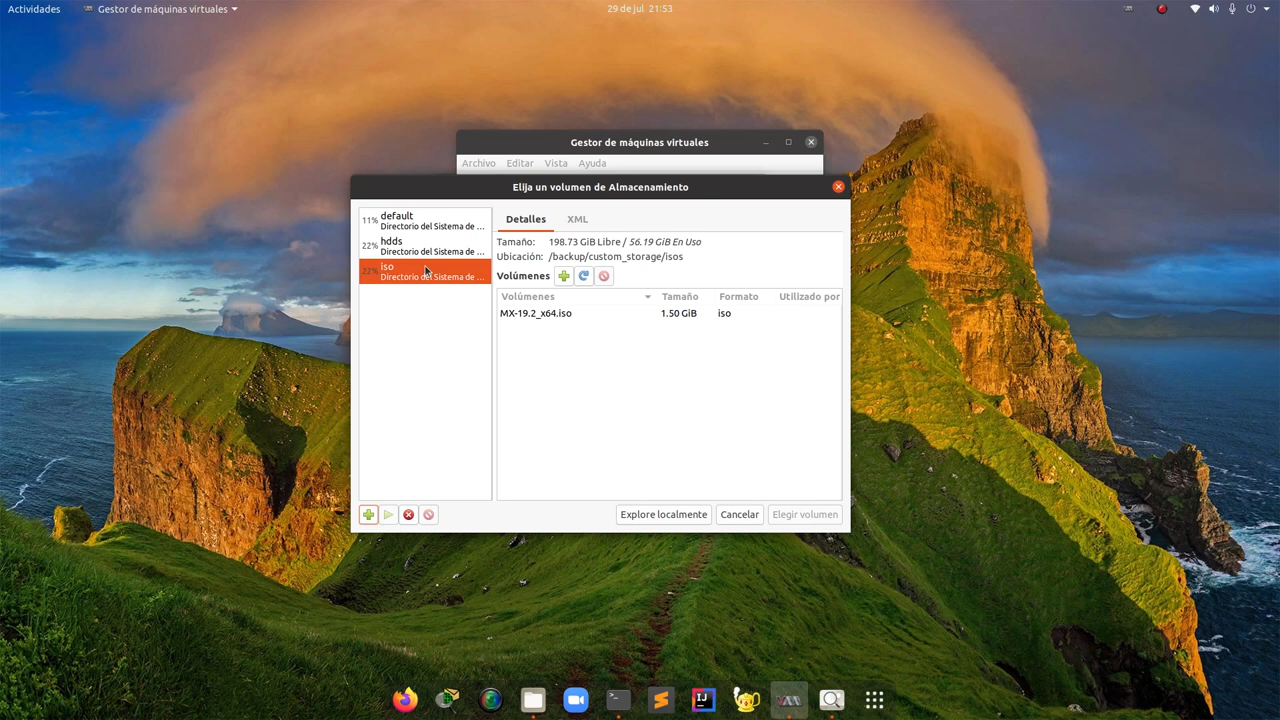 Actividades Gestor de máquinas virtuales 29 de jul 21:53
Gestor de máquinas virtuales
Archivo Editar Vista Ayuda
Elija un volumen de Almacenamiento
11% default
Directorio del Sistema de ...
22% hdds
Directorio del Sistema de ...
22% iso
Directorio del Sistema de ...
Detalles XML
Tamaño: 198.73 GiB Libre / 56.19 GiB En Uso
Ubicación: /backup/custom_storage/isos
Volúmenes
Volúmenes Tamaño Formato Utilizado por
MX-19.2_x64.iso 1.50 GiB iso
Explore localmente Cancelar Elegir volumen
>_
IJ